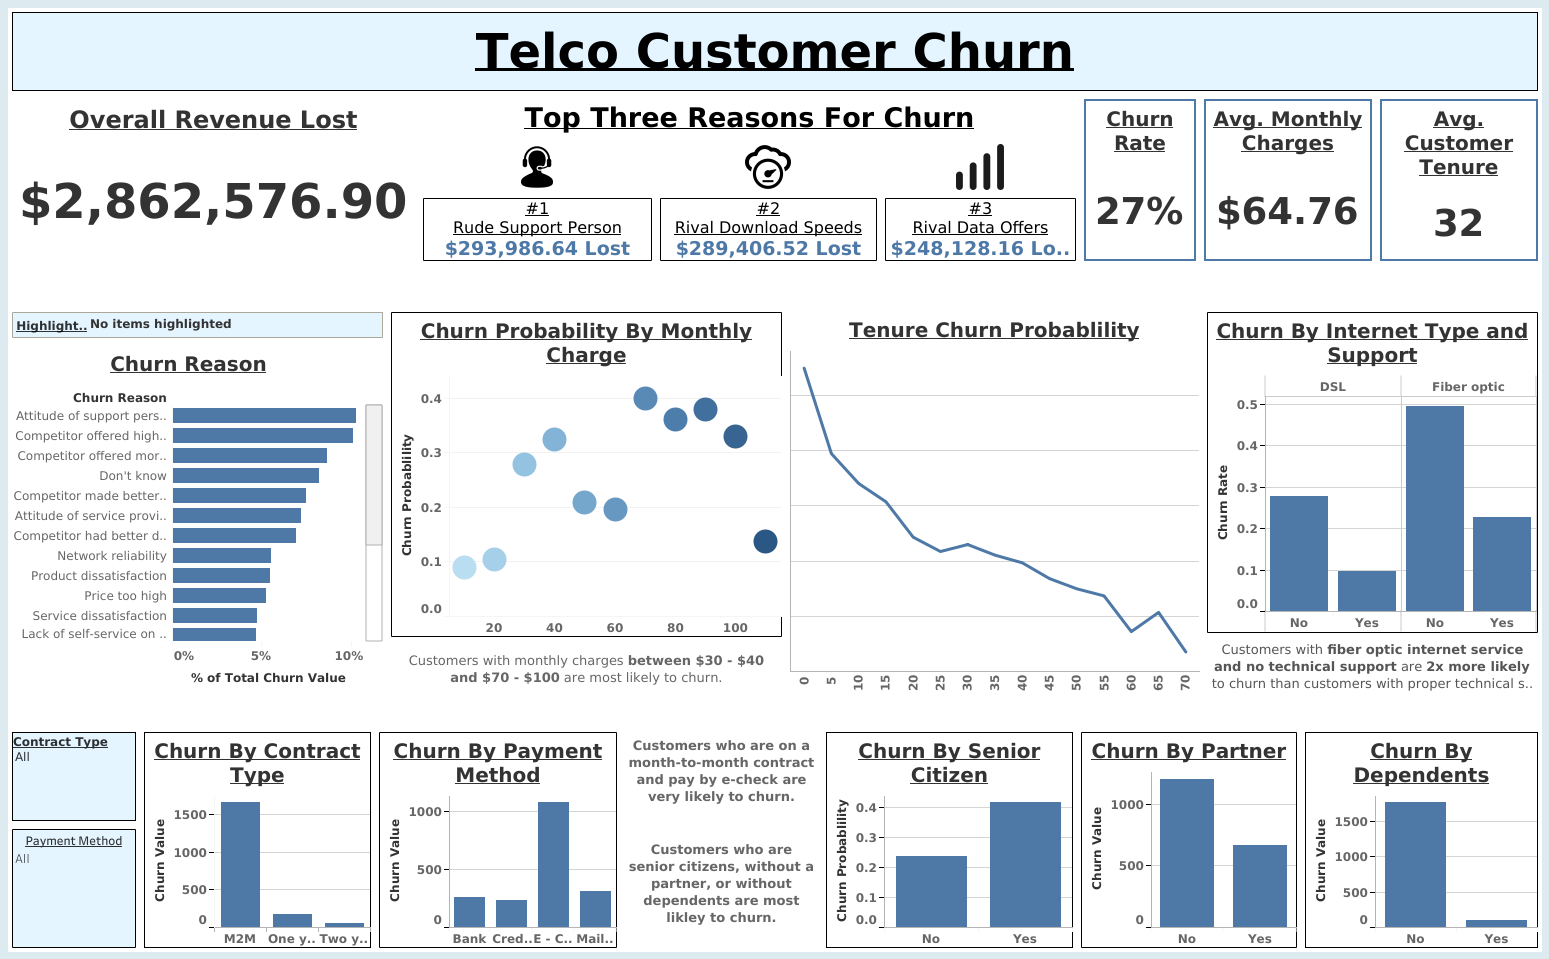 Telco Customer Churn
Overall Revenue Lost
$2,862,576.90
Top Three Reasons For Churn
#1
Rude Support Person
$293,986.64 Lost
#2
Rival Download Speeds
$289,406.52 Lost
#3
Rival Data Offers
$248,128.16 Lo..
Churn
Rate
27%
Avg. Monthly
Charges
$64.76
Avg.
Customer
Tenure
32
Highlight.. No items highlighted
Churn Reason
Churn Reason
Attitude of support pers..
Competitor offered high..
Competitor offered mor..
Don't know
Competitor made better..
Attitude of service provi..
Competitor had better d..
Network reliability
Product dissatisfaction
Price too high
Service dissatisfaction
Lack of self-service on ..
0% 5% 10%
% of Total Churn Value
Churn Probability By Monthly
Charge
Churn Probablility
0.4
0.3
0.2
0.1
0.0
20 40 60 80 100
Customers with monthly charges between $30 - $40
and $70 - $100 are most likely to churn.
Tenure Churn Probablility
0 5 10 15 20 25 30 35 40 45 50 55 60 65 70
Churn By Internet Type and
Support
DSL Fiber optic
Churn Rate
0.5
0.4
0.3
0.2
0.1
0.0
No Yes No Yes
Customers with fiber optic internet service
and no technical support are 2x more likely
to churn than customers with proper technical s..
Contract Type
All
Payment Method
All
Churn By Contract
Type
Churn Value
1500
1000
500
0
M2M One y.. Two y..
Churn By Payment
Method
Churn Value
1000
500
0
Bank Cred.. E - C.. Mail..
Customers who are on a
month-to-month contract
and pay by e-check are
very likely to churn.
Customers who are
senior citizens, without a
partner, or without
dependents are most
likley to churn.
Churn By Senior
Citizen
Churn Probablility
0.4
0.3
0.2
0.1
0.0
No Yes
Churn By Partner
Churn Value
1000
500
0
No Yes
Churn By
Dependents
Churn Value
1500
1000
500
0
No Yes